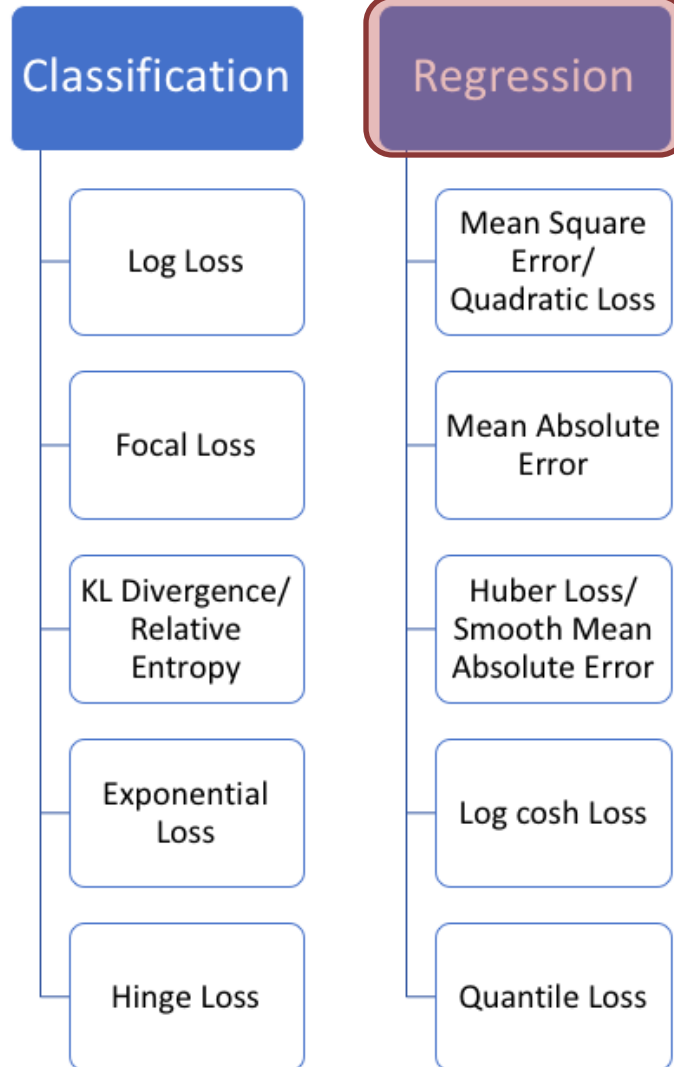 Classification
Log Loss
Focal Loss
KL Divergence/
Relative
Entropy
Exponential
Loss
Hinge Loss
Regression
Mean Square
Error/
Quadratic Loss
Mean Absolute
Error
Huber Loss/
Smooth Mean
Absolute Error
Log cosh Loss
Quantile Loss